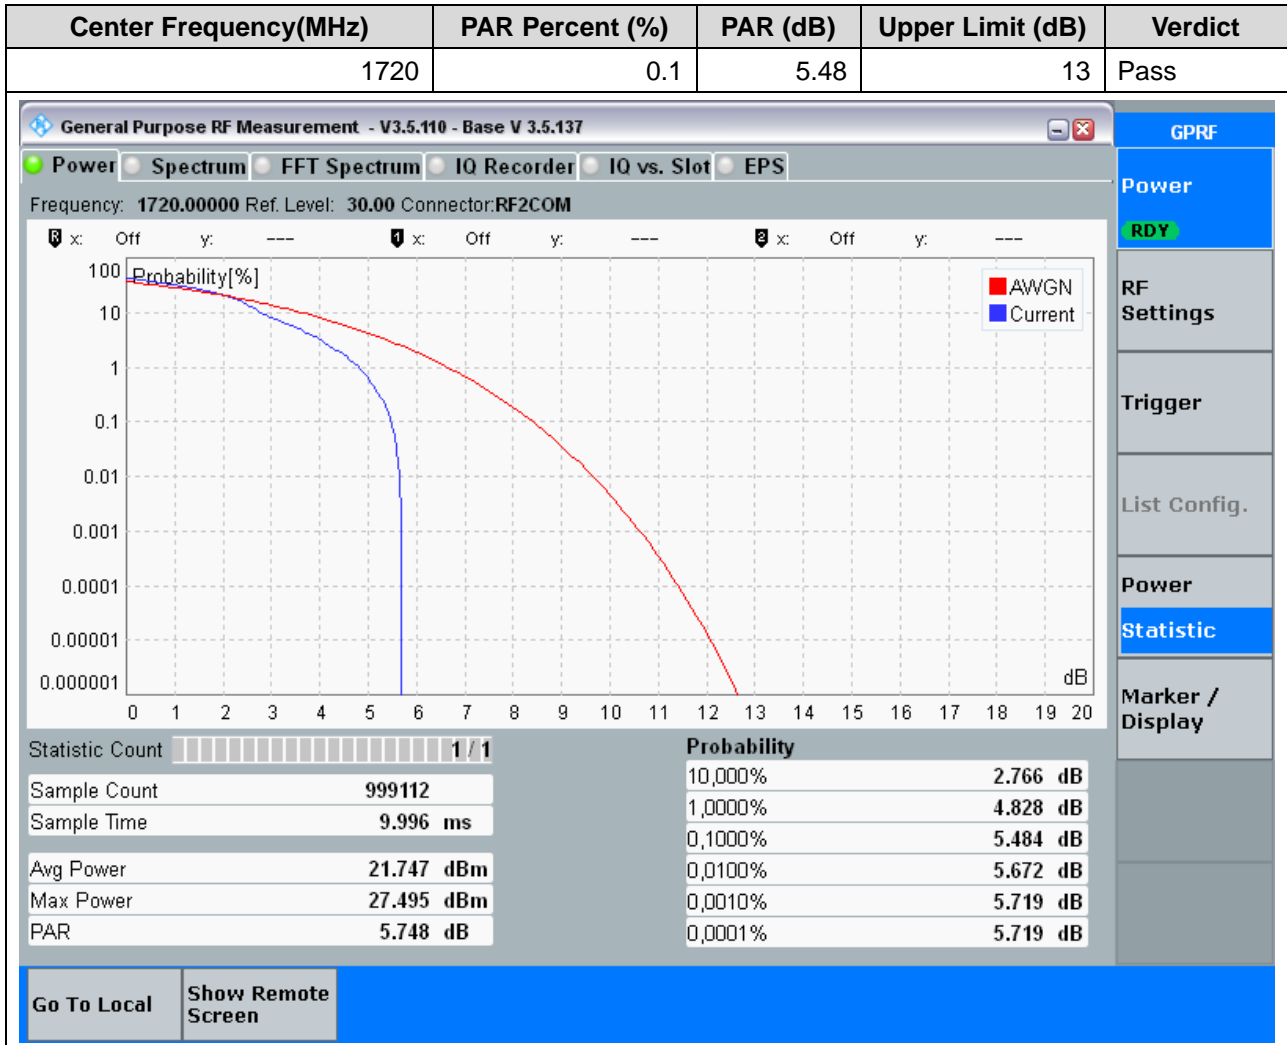 Center Frequency(MHz) PAR Percent (%) PAR (dB) Upper Limit (dB) Verdict
1720 0.1 5.48 13 Pass
General Purpose RF Measurement - V3.5.110 - Base V 3.5.137
GPRF
Power Spectrum FFT Spectrum IQ Recorder IQ vs. Slot EPS
Power
RDY
Frequency: 1720.00000 Ref. Level: 30.00 Connector:RF2COM
R x: Off y: --- 1 x: Off y: --- 2 x: Off y: ---
Probability[%]
AWGN
Current
100
10
1
0.1
0.01
0.001
0.0001
0.00001
0.000001
dB
0 1 2 3 4 5 6 7 8 9 10 11 12 13 14 15 16 17 18 19 20
RF
Settings
Trigger
List Config.
Power
Statistic
Marker /
Display
Statistic Count 1 / 1
Sample Count 999112
Sample Time 9.996 ms
Avg Power 21.747 dBm
Max Power 27.495 dBm
PAR 5.748 dB
Probability
10,000% 2.766 dB
1,0000% 4.828 dB
0,1000% 5.484 dB
0,0100% 5.672 dB
0,0010% 5.719 dB
0,0001% 5.719 dB
Go To Local
Show Remote
Screen